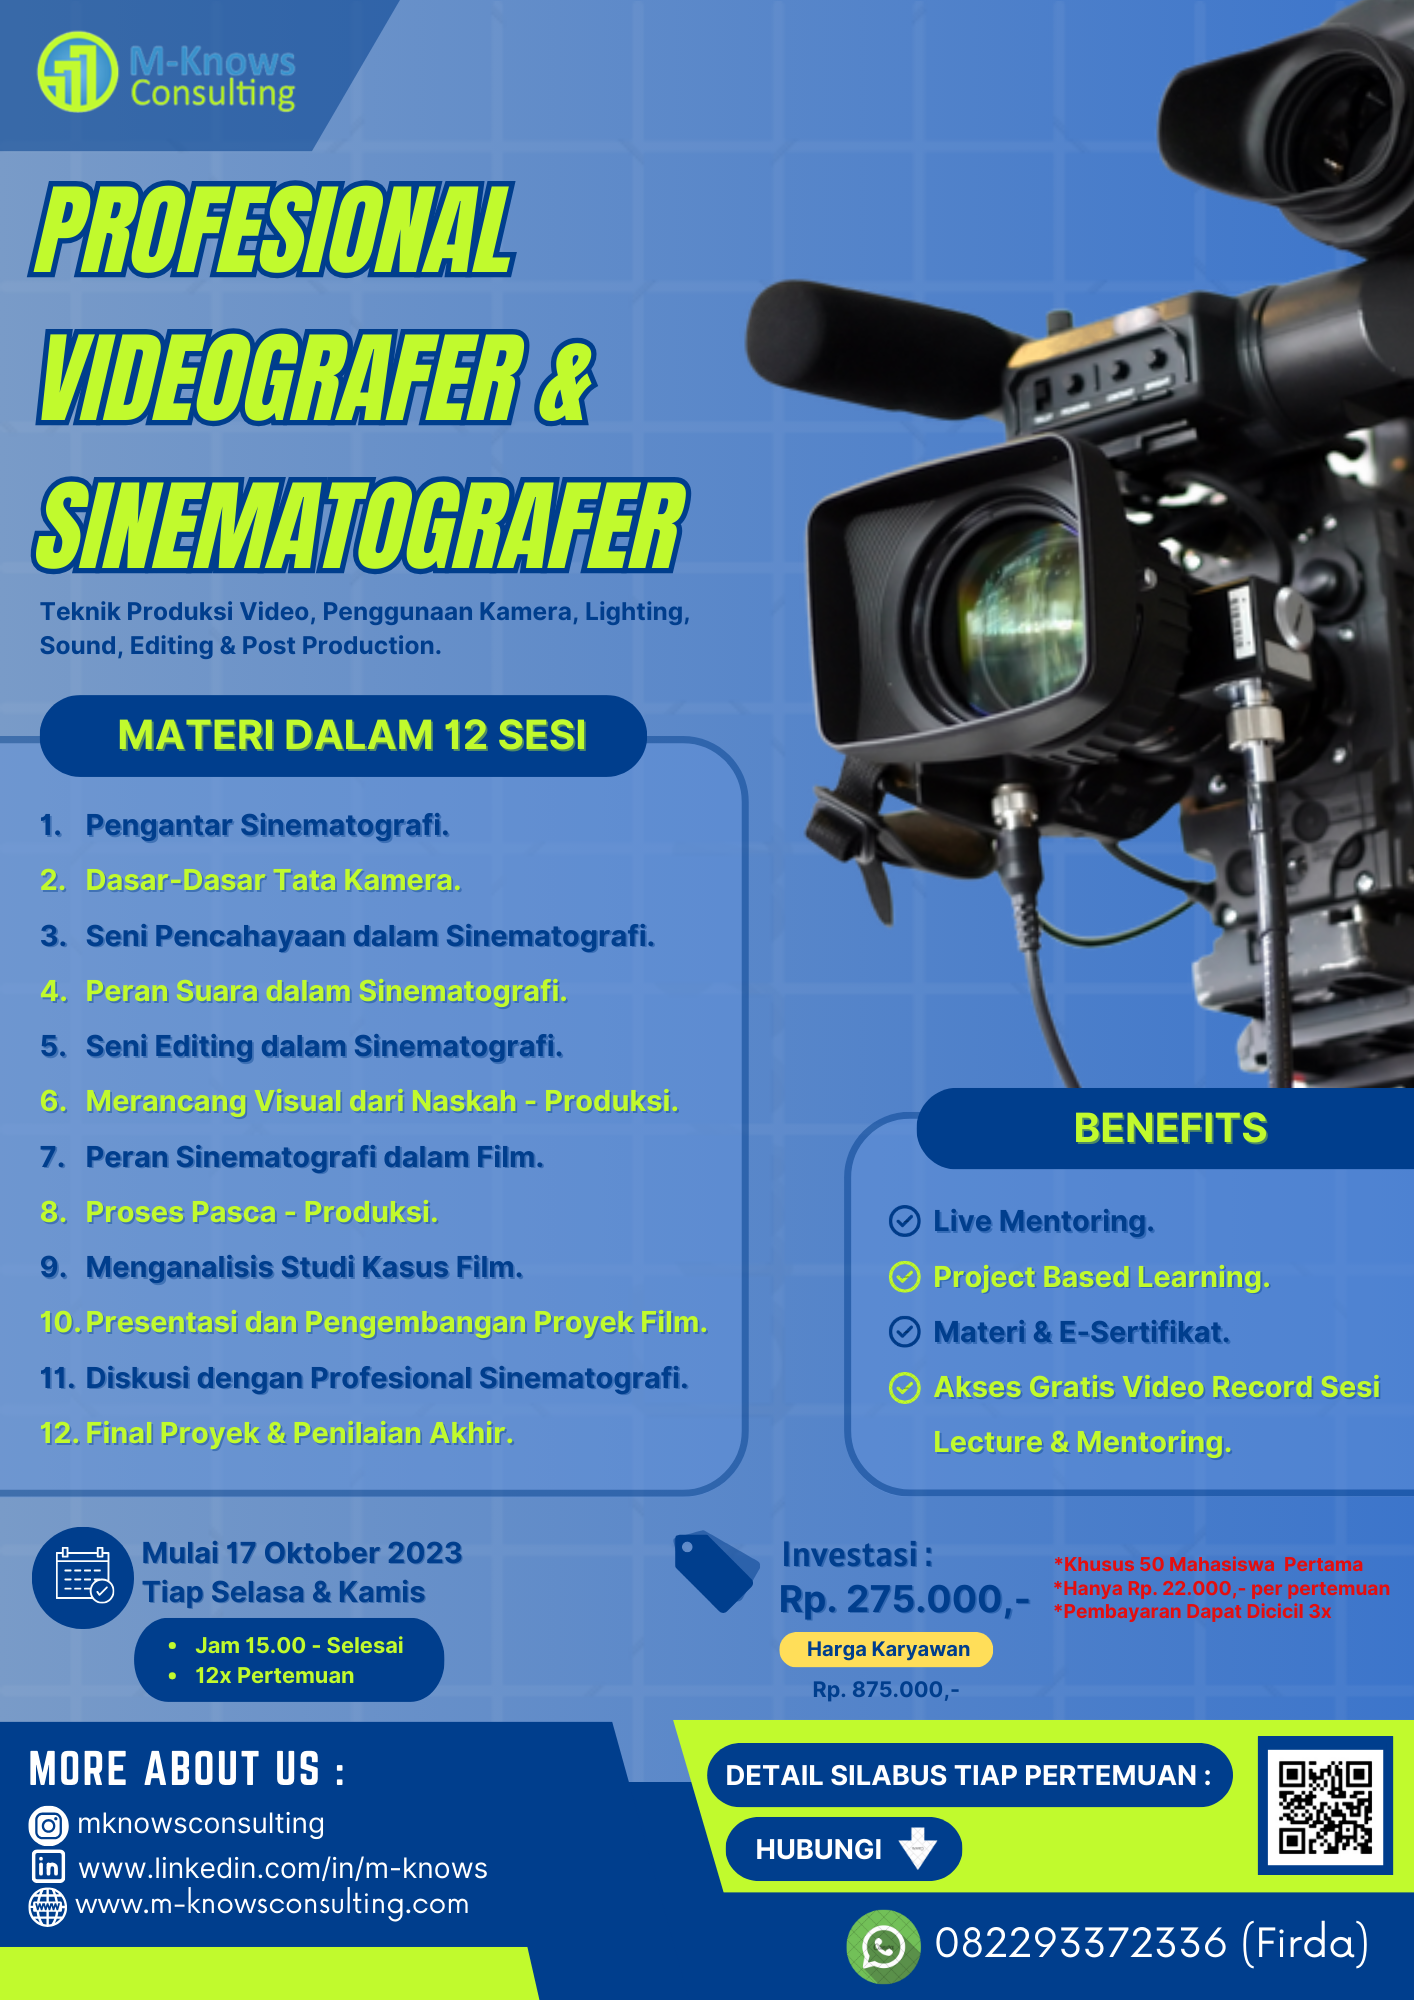 M-Knows
Consulting
PROFESIONAL
VIDEOGRAFER &
SINEMATOGRAFER
Teknik Produksi Video, Penggunaan Kamera, Lighting,
Sound, Editing & Post Production.
MATERI DALAM 12 SESI
1. Pengantar Sinematografi.
2. Dasar-Dasar Tata Kamera.
3. Seni Pencahayaan dalam Sinematografi.
4. Peran Suara dalam Sinematografi.
5. Seni Editing dalam Sinematografi.
6. Merancang Visual dari Naskah - Produksi.
7. Peran Sinematografi dalam Film.
8. Proses Pasca - Produksi.
9. Menganalisis Studi Kasus Film.
10. Presentasi dan Pengembangan Proyek Film.
11. Diskusi dengan Profesional Sinematografi.
12. Final Proyek & Penilaian Akhir.
BENEFITS
Live Mentoring.
Project Based Learning.
Materi & E-Sertifikat.
Akses Gratis Video Record Sesi
Lecture & Mentoring.
Mulai 17 Oktober 2023
Tiap Selasa & Kamis
• Jam 15.00 - Selesai
• 12x Pertemuan
Investasi :
Rp. 275.000,-
Harga Karyawan
Rp. 875.000,-
*Khusus 50 Mahasiswa Pertama
*Hanya Rp. 22.000,- per pertemuan
*Pembayaran Dapat Dicicil 3x
MORE ABOUT US :
mknowsconsulting
www.linkedin.com/in/m-knows
www.m-knowsconsulting.com
DETAIL SILABUS TIAP PERTEMUAN :
HUBUNGI
082293372336 (Firda)